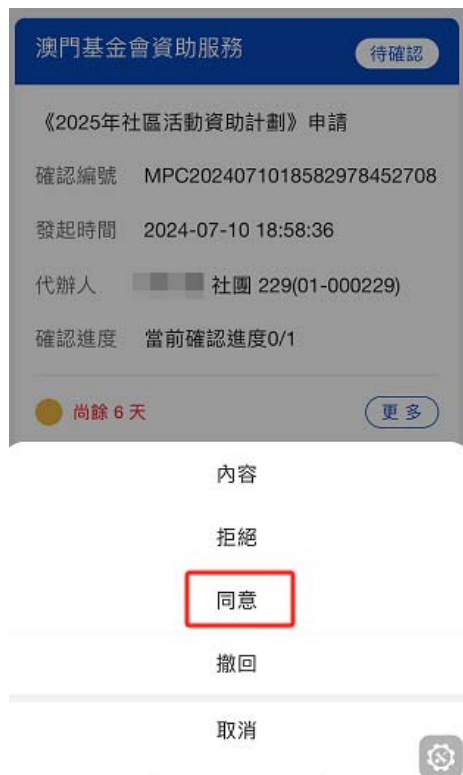 澳門基金會資助服務 待確認
《2025年社區活動資助計劃》申請
確認編號 MPC2024071018582978452708
發起時間 2024-07-10 18:58:36
代辦人 社團 229(01-000229)
確認進度 當前確認進度0/1
尚餘 6 天 更多
內容
拒絕
同意
撤回
取消